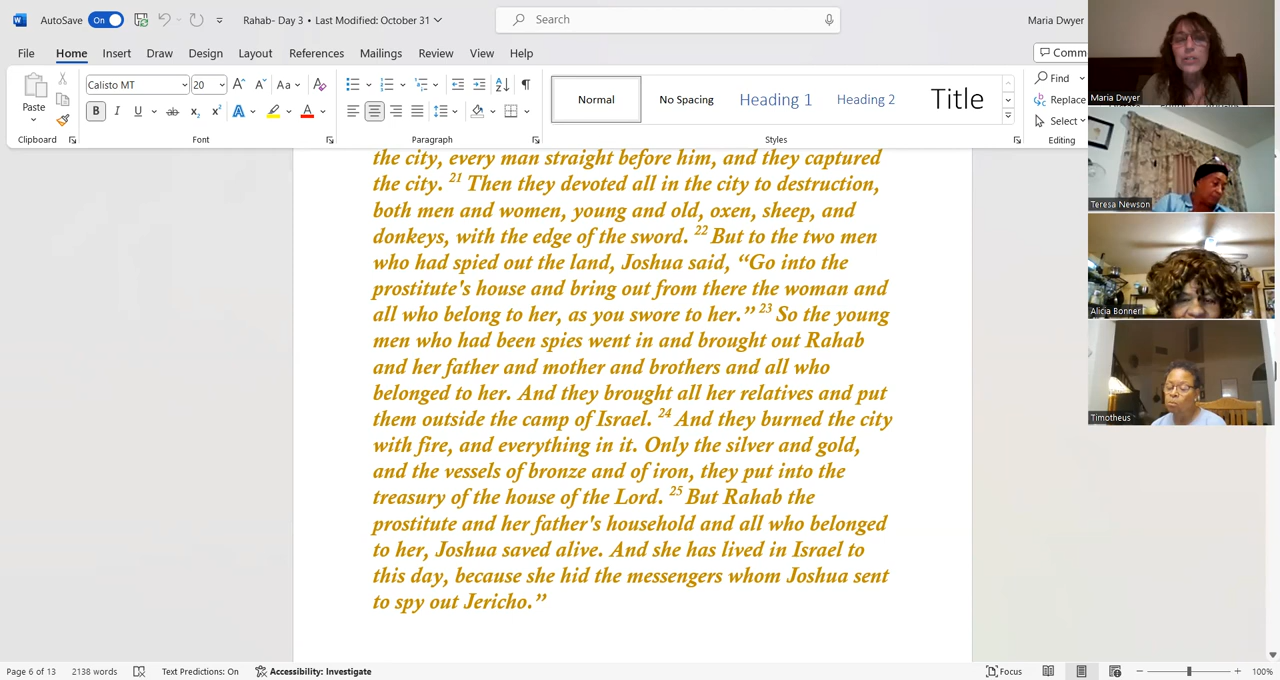 AutoSave On Rahab- Day 3 • Last Modified: October 31 Search Maria Dwyer
File Home Insert Draw Design Layout References Mailings Review View Help Comm
Calisto MT 20 Aa Normal No Spacing Heading 1 Heading 2 Title Find
Paste B I U ab x₂ x² A A Replace
Select
Clipboard Font Paragraph Styles Editing
Maria Dwyer
Teresa Newson
Alicia Bonner
Timotheus
the city, every man straight before him, and they captured
the city. 21 Then they devoted all in the city to destruction,
both men and women, young and old, oxen, sheep, and
donkeys, with the edge of the sword. 22 But to the two men
who had spied out the land, Joshua said, “Go into the
prostitute's house and bring out from there the woman and
all who belong to her, as you swore to her.” 23 So the young
men who had been spies went in and brought out Rahab
and her father and mother and brothers and all who
belonged to her. And they brought all her relatives and put
them outside the camp of Israel. 24 And they burned the city
with fire, and everything in it. Only the silver and gold,
and the vessels of bronze and of iron, they put into the
treasury of the house of the Lord. 25 But Rahab the
prostitute and her father's household and all who belonged
to her, Joshua saved alive. And she has lived in Israel to
this day, because she hid the messengers whom Joshua sent
to spy out Jericho.”
Page 6 of 13 2138 words Text Predictions: On Accessibility: Investigate Focus 100%